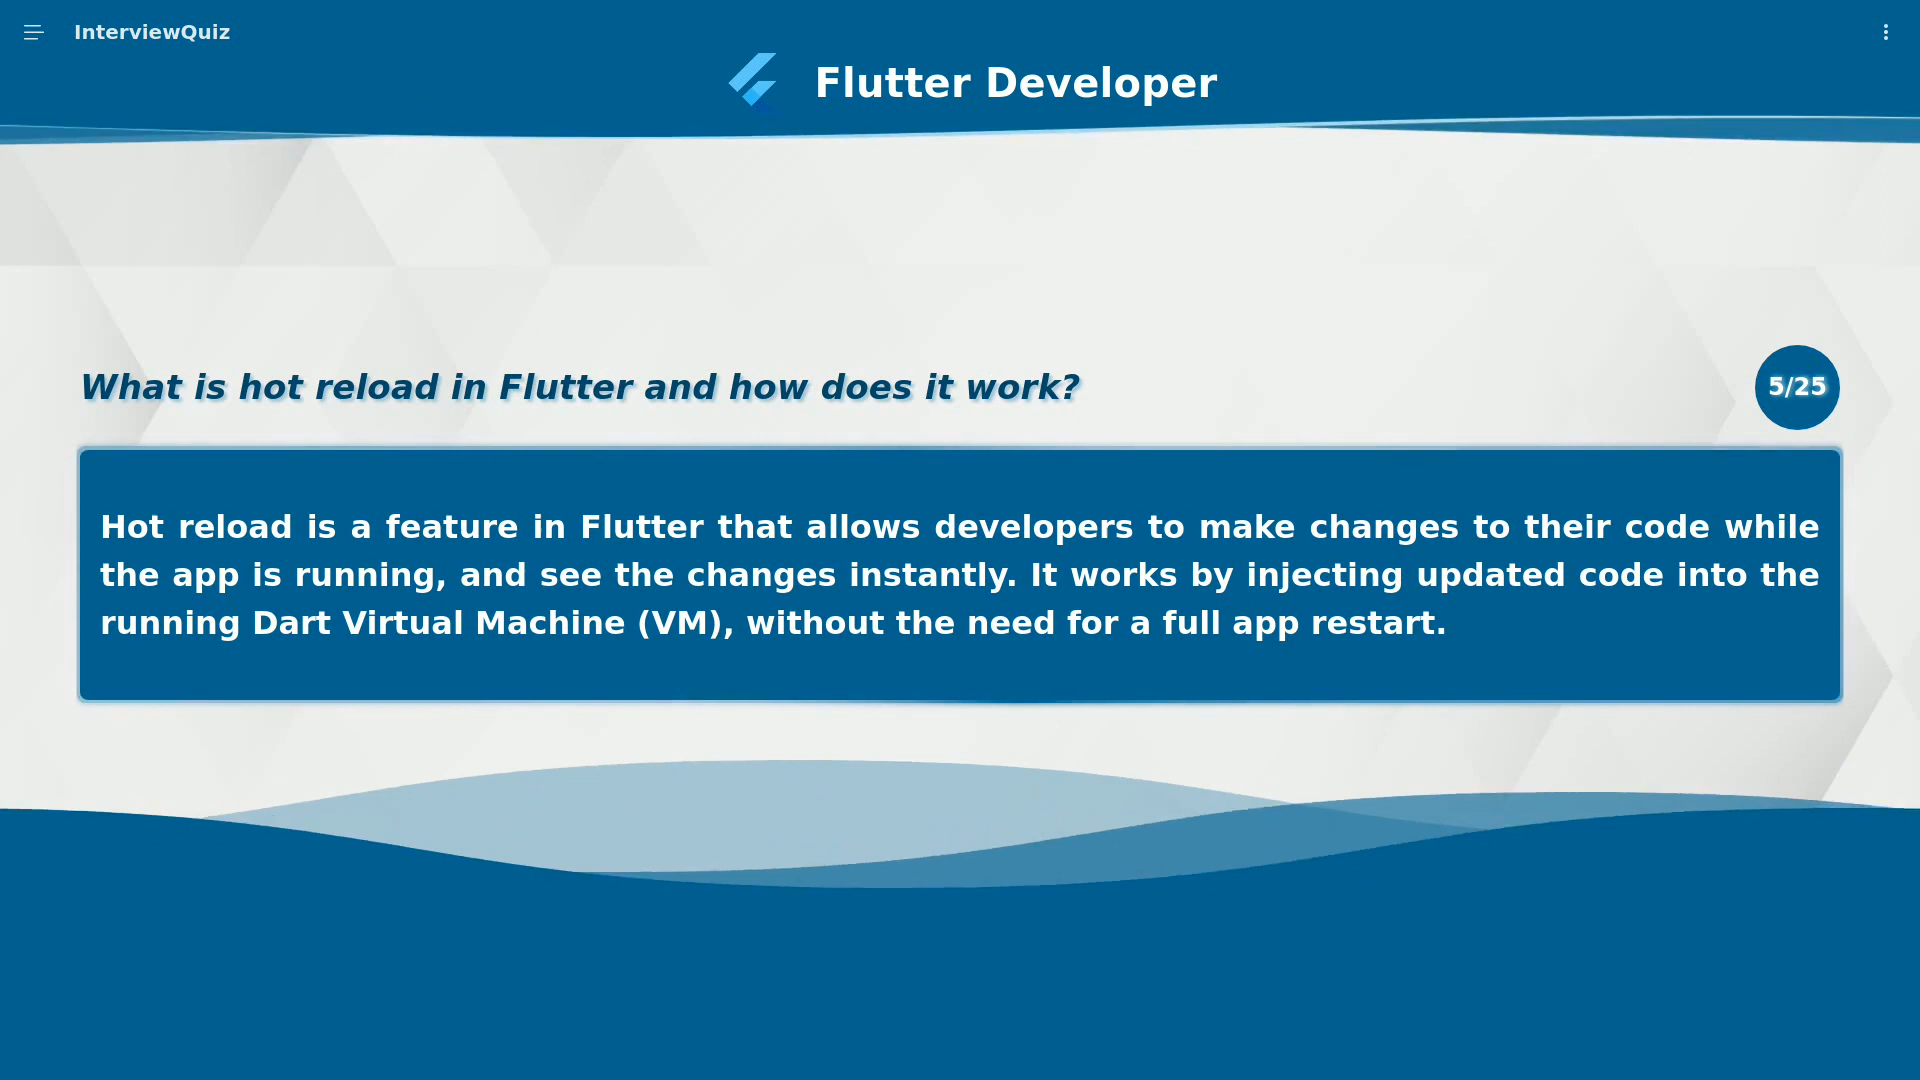 InterviewQuiz
Flutter Developer
What is hot reload in Flutter and how does it work?
5/25
Hot reload is a feature in Flutter that allows developers to make changes to their code while
the app is running, and see the changes instantly. It works by injecting updated code into the
running Dart Virtual Machine (VM), without the need for a full app restart.